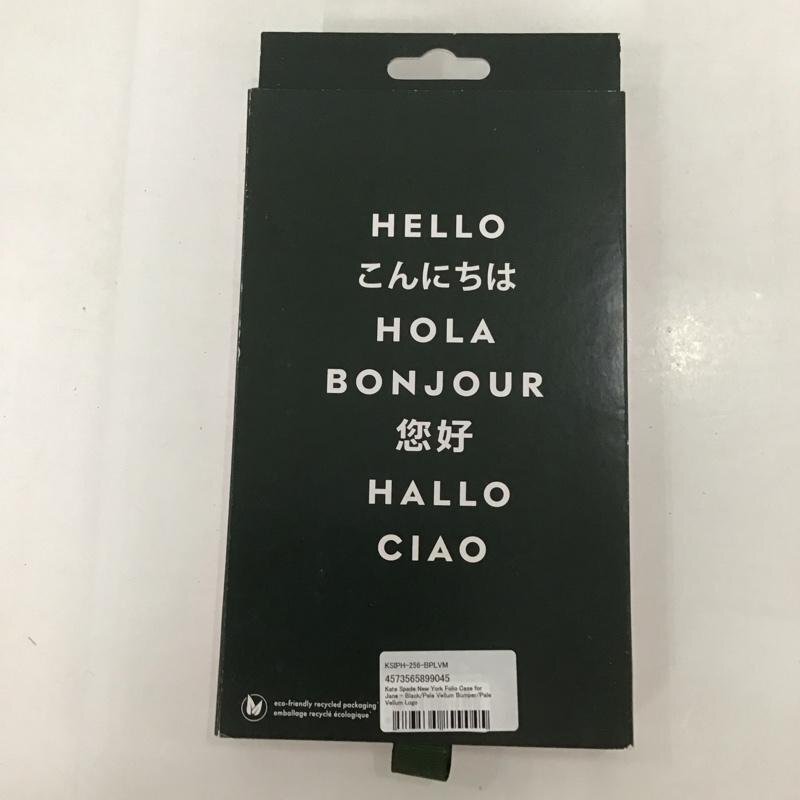 HELLO
こんにちは
HOLA
BONJOUR
您好
HALLO
CIAO
KSIPH-256-BPLVM
4573565899045
Kate Spade New York Folio Case for
Jane - Black/Pale Vellum Bumper/Pale
Vellum Logo
eco-friendly recycled packaging
emballage recyclé écologique